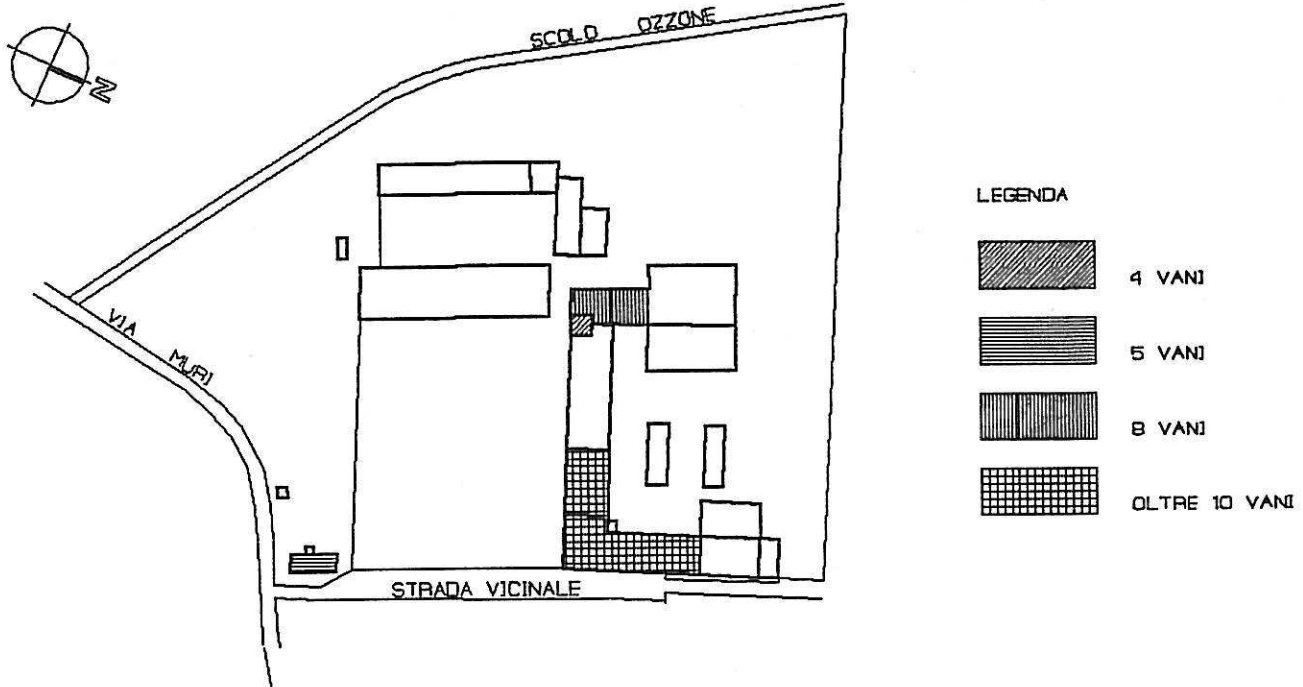 SCOLO OZZONE
N
VIA MURI
STRADA VICINALE
LEGENDA
4 VANI
5 VANI
8 VANI
OLTRE 10 VANI